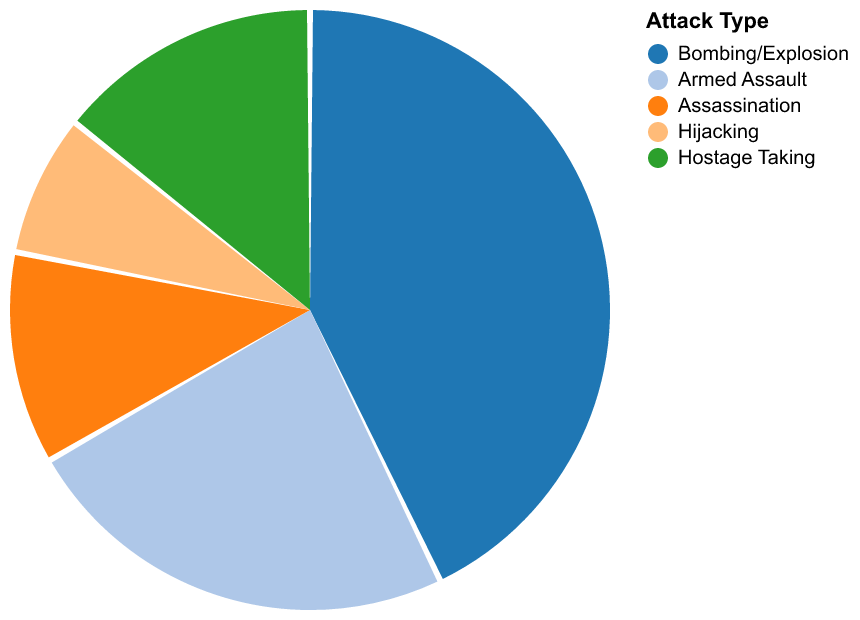 Attack Type
Bombing/Explosion
Armed Assault
Assassination
Hijacking
Hostage Taking